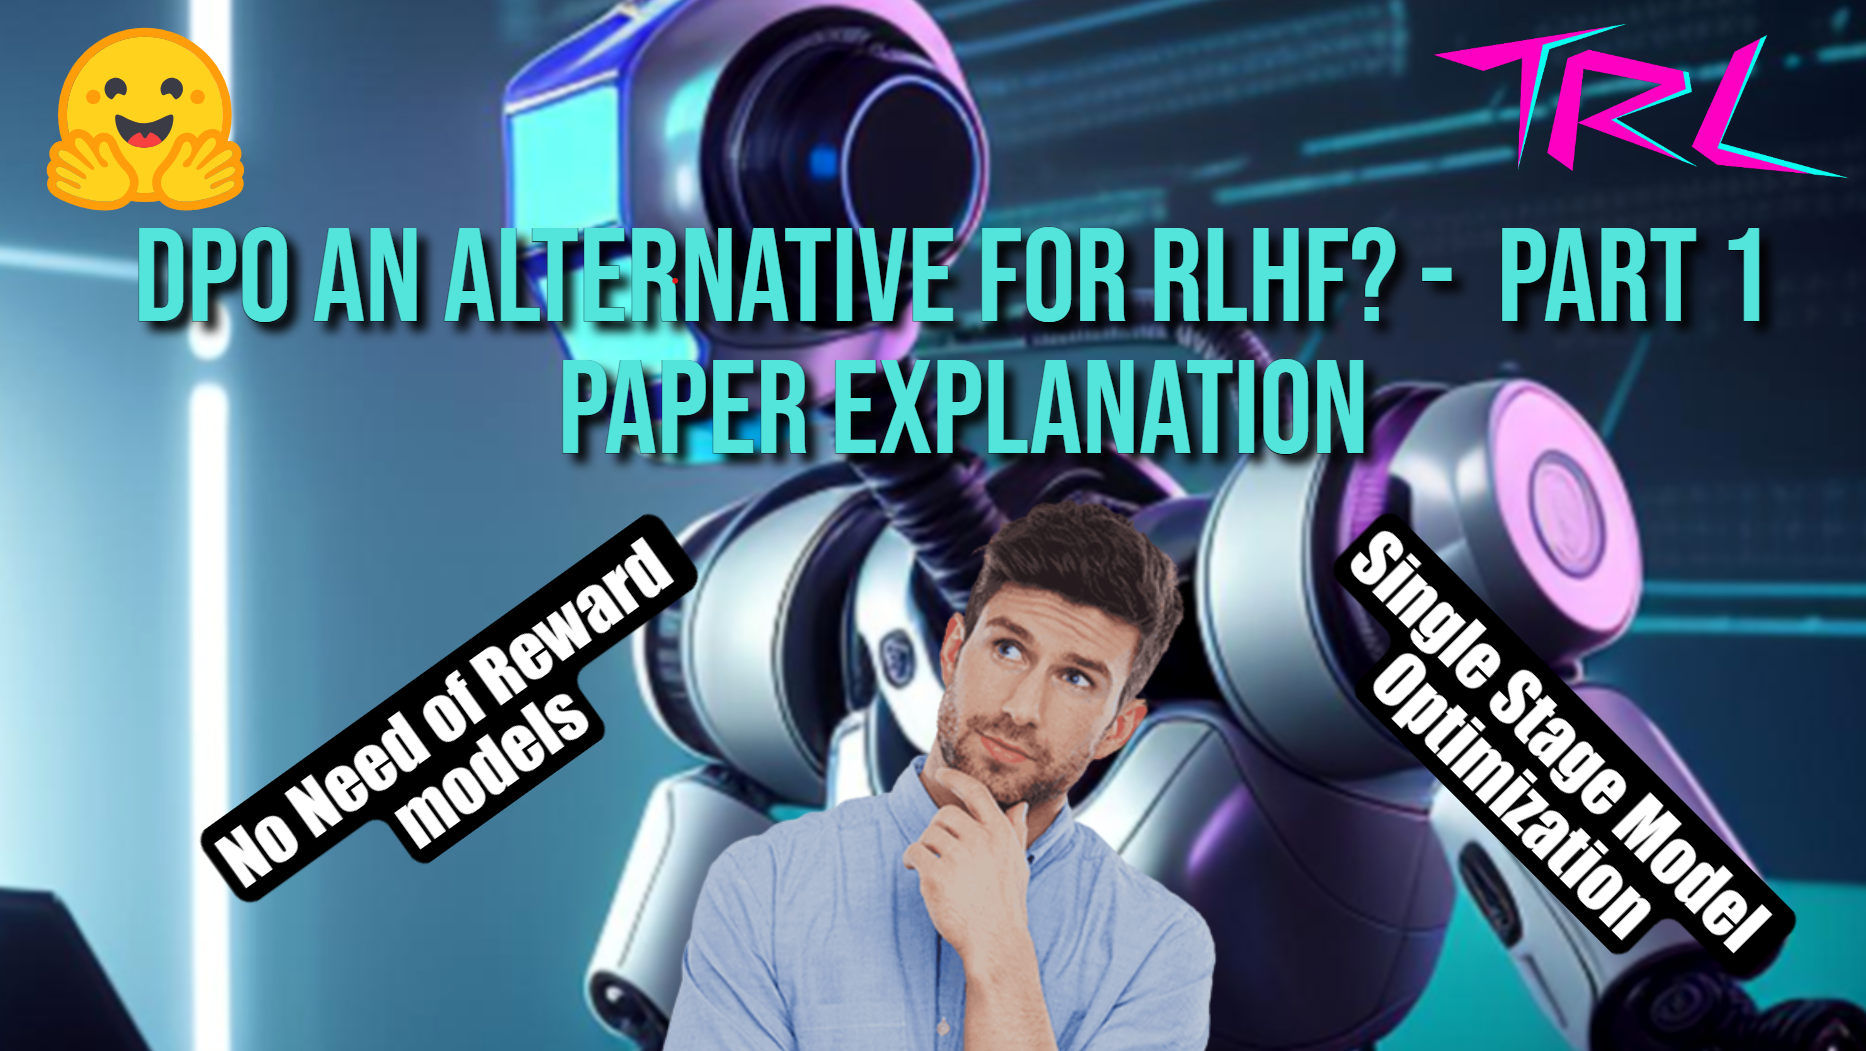 TRL
DPO AN ALTERNATIVE FOR RLHF? - PART 1
PAPER EXPLANATION
No Need of Reward
models
Single Stage Model
Optimization